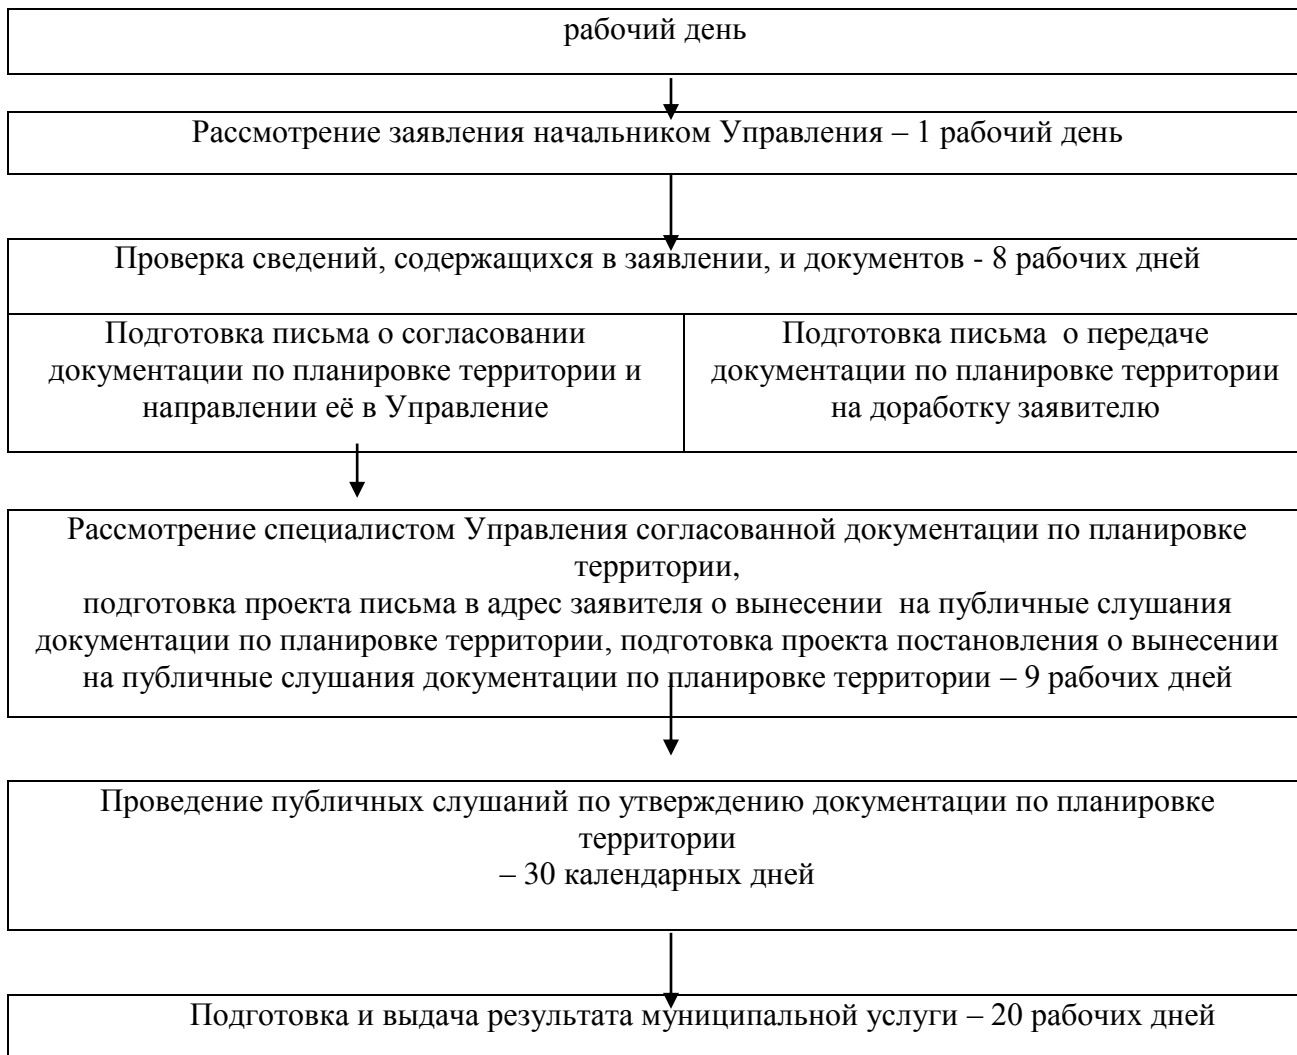 рабочий день
Рассмотрение заявления начальником Управления – 1 рабочий день
Проверка сведений, содержащихся в заявлении, и документов - 8 рабочих дней
Подготовка письма о согласовании
документации по планировке территории и
направлении её в Управление
Подготовка письма о передаче
документации по планировке территории
на доработку заявителю
Рассмотрение специалистом Управления согласованной документации по планировке
территории,
подготовка проекта письма в адрес заявителя о вынесении на публичные слушания
документации по планировке территории, подготовка проекта постановления о вынесении
на публичные слушания документации по планировке территории – 9 рабочих дней
Проведение публичных слушаний по утверждению документации по планировке
территории
– 30 календарных дней
Подготовка и выдача результата муниципальной услуги – 20 рабочих дней